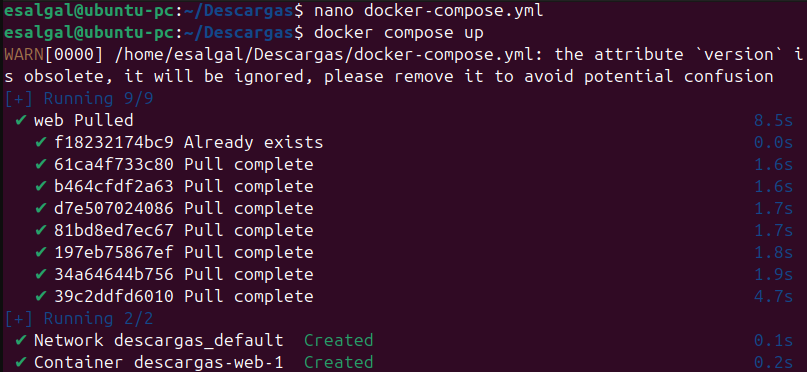 esalgal@ubuntu-pc:~/Descargas$ nano docker-compose.yml
esalgal@ubuntu-pc:~/Descargas$ docker compose up
WARN[0000] /home/esalgal/Descargas/docker-compose.yml: the attribute `version` i
s obsolete, it will be ignored, please remove it to avoid potential confusion
[+] Running 9/9
✔ web Pulled 8.5s
✔ f18232174bc9 Already exists 0.0s
✔ 61ca4f733c80 Pull complete 1.6s
✔ b464cfdf2a63 Pull complete 1.6s
✔ d7e507024086 Pull complete 1.7s
✔ 81bd8ed7ec67 Pull complete 1.7s
✔ 197eb75867ef Pull complete 1.8s
✔ 34a64644b756 Pull complete 1.9s
✔ 39c2ddfd6010 Pull complete 4.7s
[+] Running 2/2
✔ Network descargas_default Created 0.1s
✔ Container descargas-web-1 Created 0.2s